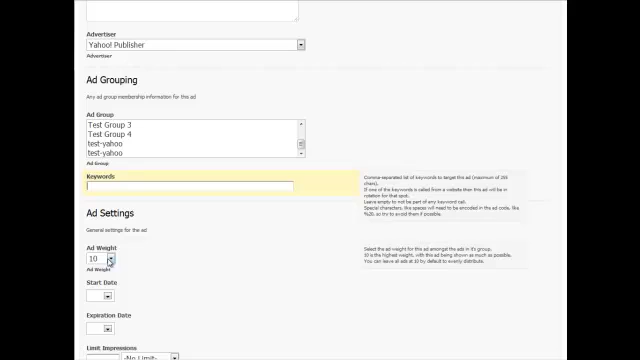 Advertiser
Yahoo! Publisher
Advertiser
Ad Grouping
Any ad group membership information for this ad
Ad Group
Test Group 3
Test Group 4
test-yahoo
test-yahoo
Ad Group
Keywords
Comma-separated list of keywords to target this ad (maximum of 255
chars).
If one of the keywords is called from a website then this ad will be in
rotation for that spot.
Leave empty to not be part of any keyword call.
Special characters, like spaces will need to be encoded in the ad code, like
%20, so try to avoid them if possible.
Ad Settings
General settings for the ad
Ad Weight
10
Ad Weight
Select the ad weight for this ad amongst the ads in it's group.
10 is the highest weight, with this ad being shown as much as possible.
You can leave all ads at 10 by default to evenly distribute.
Start Date
Expiration Date
Limit Impressions
-No Limit-